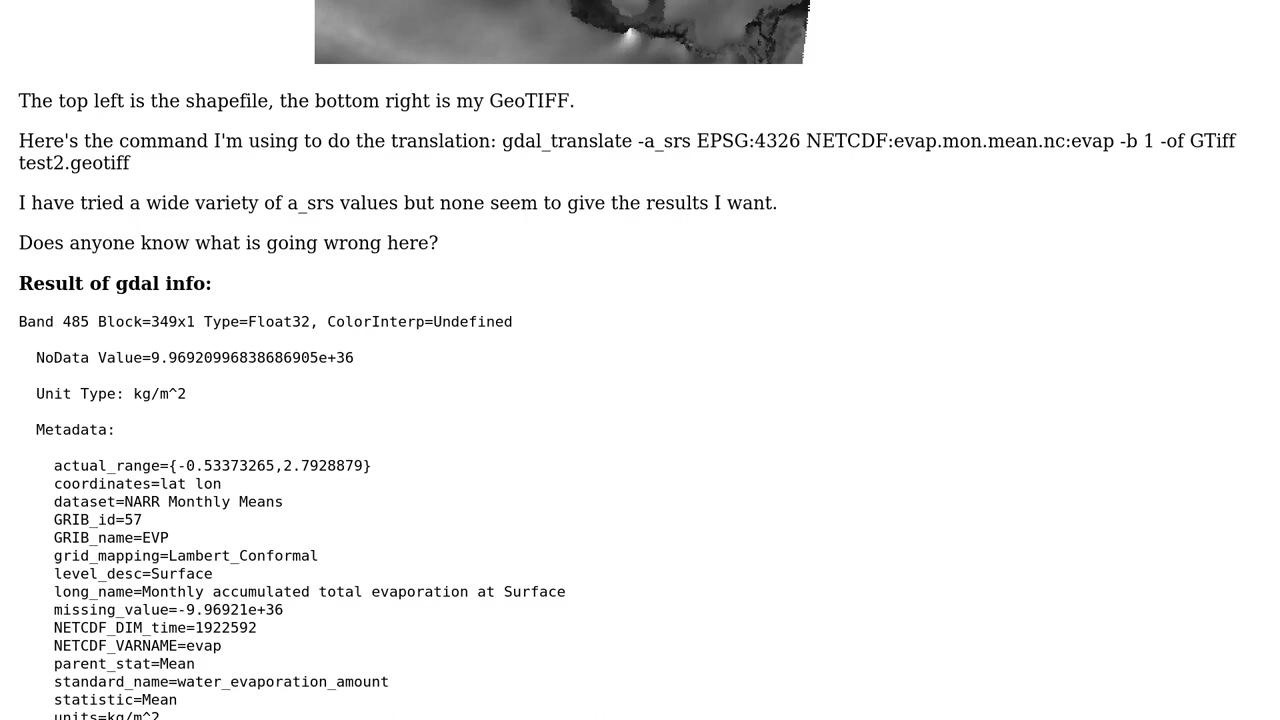 The top left is the shapefile, the bottom right is my GeoTIFF.
Here's the command I'm using to do the translation: gdal_translate -a_srs EPSG:4326 NETCDF:evap.mon.mean.nc:evap -b 1 -of GTiff
test2.geotiff
I have tried a wide variety of a_srs values but none seem to give the results I want.
Does anyone know what is going wrong here?
Result of gdal info:
Band 485 Block=349x1 Type=Float32, ColorInterp=Undefined
NoData Value=9.96920996838686905e+36
Unit Type: kg/m^2
Metadata:
actual_range={-0.53373265,2.7928879}
coordinates=lat lon
dataset=NARR Monthly Means
GRIB_id=57
GRIB_name=EVP
grid_mapping=Lambert_Conformal
level_desc=Surface
long_name=Monthly accumulated total evaporation at Surface
missing_value=-9.96921e+36
NETCDF_DIM_time=1922592
NETCDF_VARNAME=evap
parent_stat=Mean
standard_name=water_evaporation_amount
statistic=Mean
units=kg/m^2